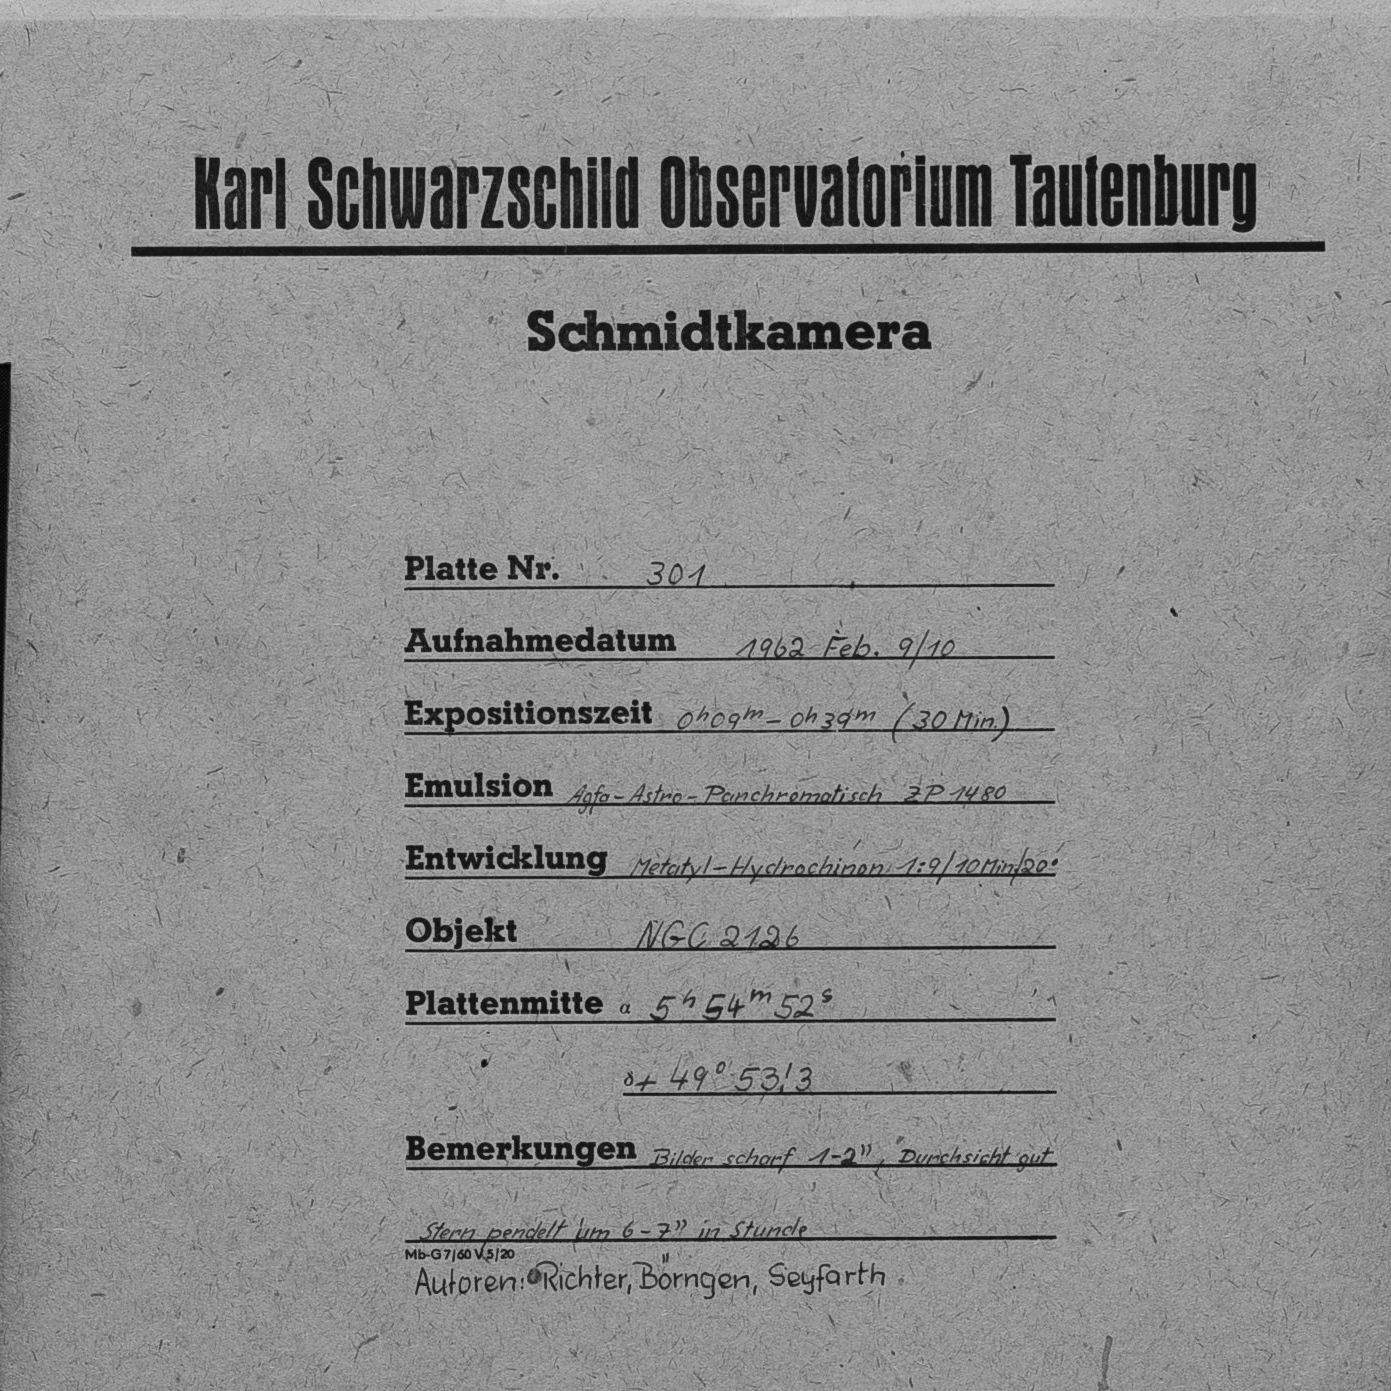 Karl Schwarzschild Observatorium Tautenburg
Schmidtkamera
Platte Nr. 301
Aufnahmedatum 1962 Feb. 9/10
Expositionszeit 0h09m – 0h39m (30 Min.)
Emulsion Agfa-Astro-Panchromatisch ZP 1480
Entwicklung Metatyl-Hydrochinon 1:9/10Min/20°
Objekt NGC 2126
Plattenmitte α 5h 54m 52s
δ + 49° 53!3
Bemerkungen Bilder scharf 1-2", Durchsicht gut
Stern pendelt um 6-7" in Stunde
Mb-G 7/60 V 5/20
Autoren: Richter, Börngen, Seyfarth